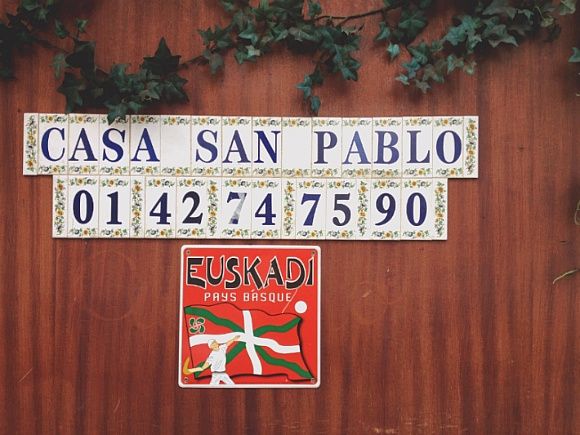 CASA SAN PABLO
01 42 74 75 90
EUSKADI
PAYS BASQUE